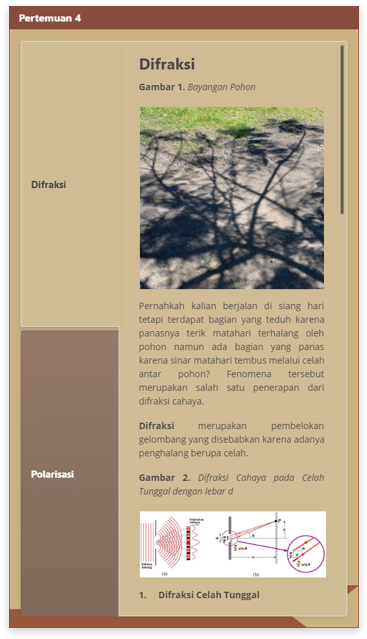 Pertemuan 4
Difraksi
Polarisasi
Difraksi
Gambar 1. Bayangan Pohon
Pernahkah kalian berjalan di siang hari
tetapi terdapat bagian yang teduh karena
panasnya terik matahari terhalang oleh
pohon namun ada bagian yang panas
karena sinar matahari tembus melalui celah
antar pohon? Fenomena tersebut
merupakan salah satu penerapan dari
difraksi cahaya.
Difraksi merupakan pembelokan
gelombang yang disebabkan karena adanya
penghalang berupa celah.
Gambar 2. Difraksi Cahaya pada Celah
Tunggal dengan lebar d
(a)
(b)
1. Difraksi Celah Tunggal